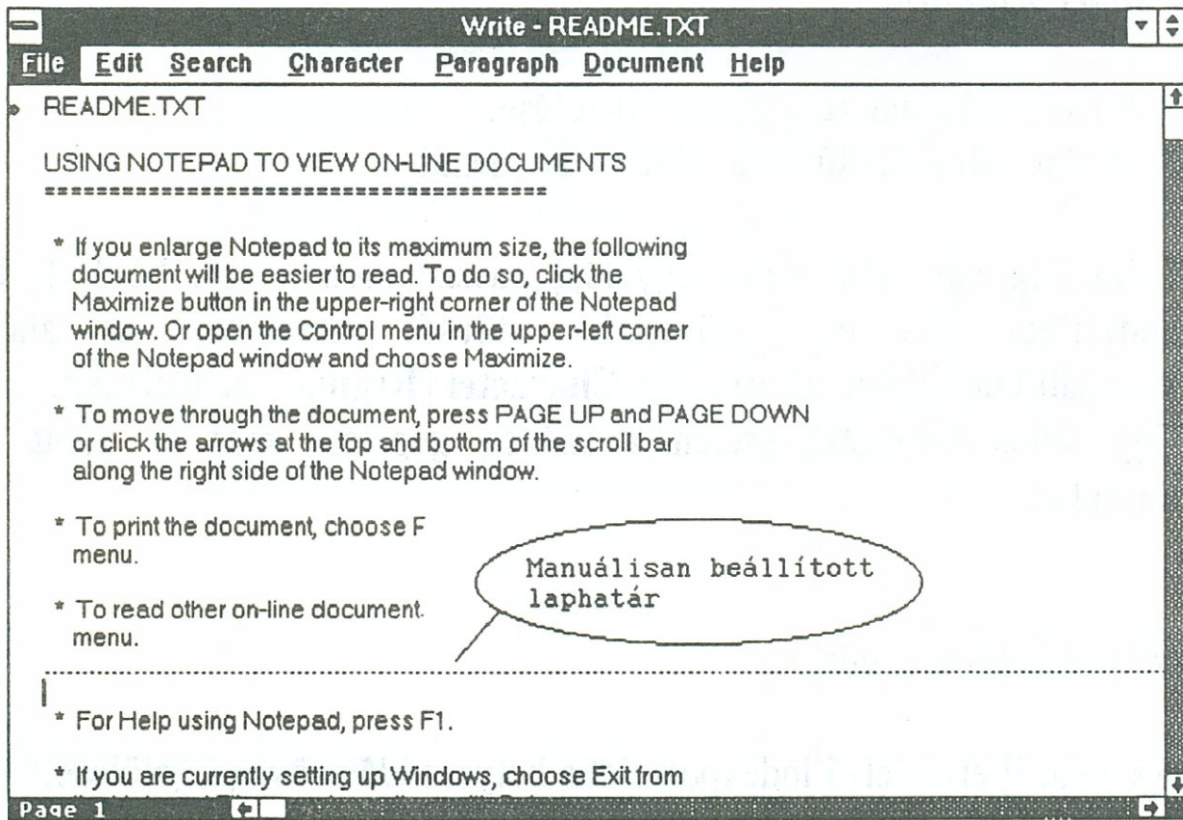 Write - README.TXT
File Edit Search Character Paragraph Document Help
README.TXT
USING NOTEPAD TO VIEW ON-LINE DOCUMENTS
=======================================
* If you enlarge Notepad to its maximum size, the following
document will be easier to read. To do so, click the
Maximize button in the upper-right corner of the Notepad
window. Or open the Control menu in the upper-left corner
of the Notepad window and choose Maximize.
* To move through the document, press PAGE UP and PAGE DOWN
or click the arrows at the top and bottom of the scroll bar
along the right side of the Notepad window.
* To print the document, choose F
menu.
* To read other on-line document
menu.
Manuálisan beállított
laphatár
* For Help using Notepad, press F1.
* If you are currently setting up Windows, choose Exit from
Page 1